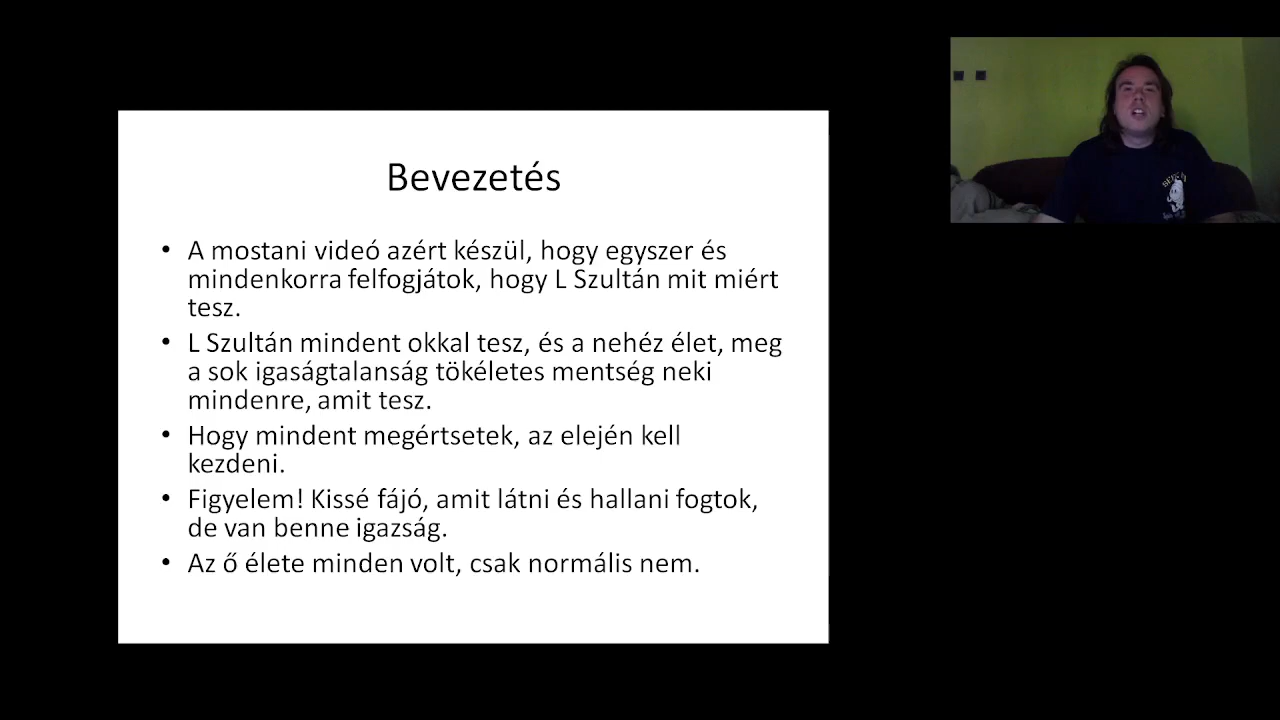 Bevezetés
• A mostani videó azért készül, hogy egyszer és
mindenkorra felfogjátok, hogy L Szultán mit miért
tesz.
• L Szultán mindent okkal tesz, és a nehéz élet, meg
a sok igaságtalanság tökéletes mentség neki
mindenre, amit tesz.
• Hogy mindent megértsetek, az elején kell
kezdeni.
• Figyelem! Kissé fájó, amit látni és hallani fogtok,
de van benne igazság.
• Az ő élete minden volt, csak normális nem.